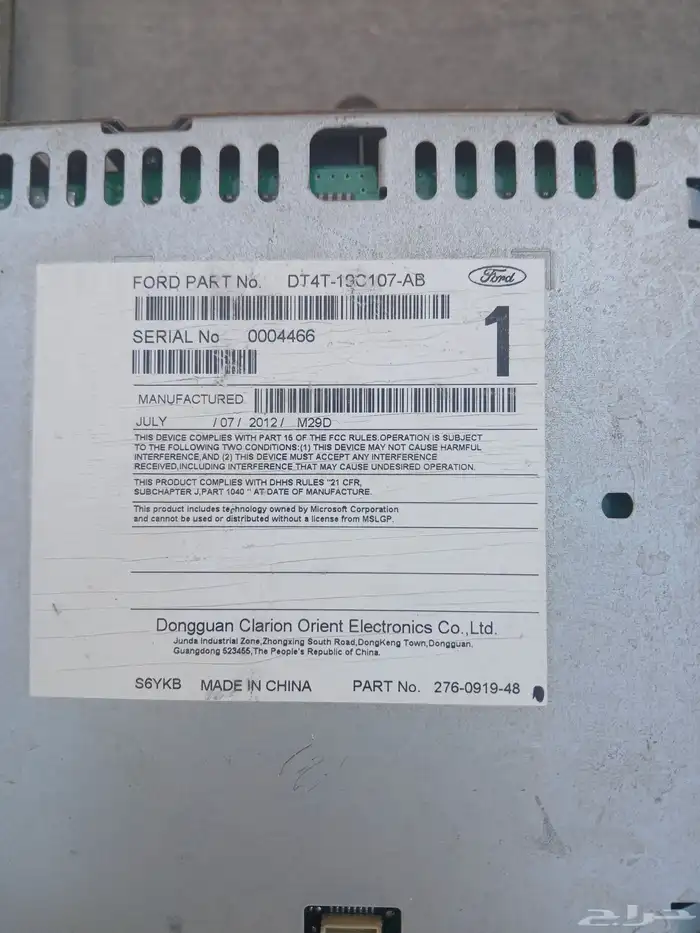 FORD PART No. DT4T-19C107-AB
Ford
SERIAL No 0004466
1
MANUFACTURED
JULY /07/ 2012/ M29D
THIS DEVICE COMPLIES WITH PART 15 OF THE FCC RULES.OPERATION IS SUBJECT
TO THE FOLLOWING TWO CONDITIONS:(1) THIS DEVICE MAY NOT CAUSE HARMFUL
INTERFERENCE,AND (2) THIS DEVICE MUST ACCEPT ANY INTERFERENCE
RECEIVED,INCLUDING INTERFERENCE THAT MAY CAUSE UNDESIRED OPERATION.
THIS PRODUCT COMPLIES WITH DHHS RULES "21 CFR,
SUBCHAPTER J,PART 1040 " AT DATE OF MANUFACTURE.
This product includes technology owned by Microsoft Corporation
and cannot be used or distributed without a license from MSLGP.
Dongguan Clarion Orient Electronics Co.,Ltd.
Junda Industrial Zone,Zhongxing South Road,DongKeng Town,Dongguan,
Guangdong 523455,The People's Republic of China.
S6YKB MADE IN CHINA PART No. 276-0919-48
حراج